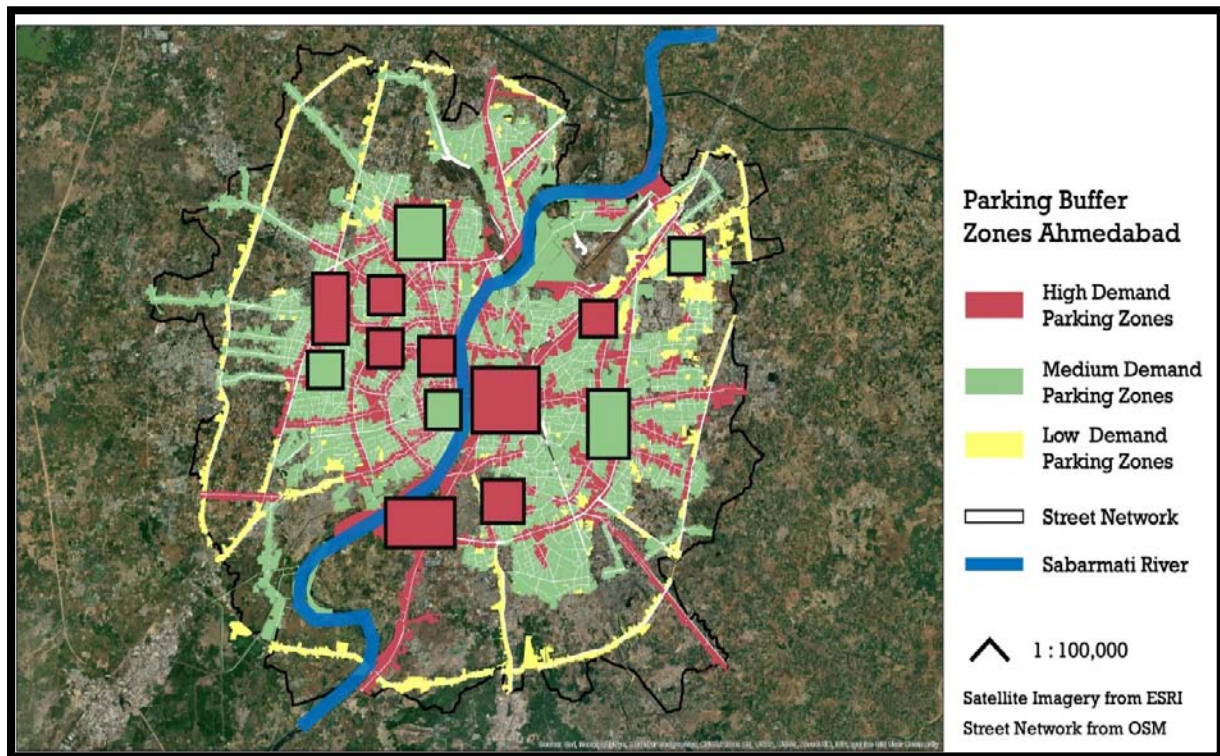 Parking Buffer
Zones Ahmedabad
High Demand
Parking Zones
Medium Demand
Parking Zones
Low Demand
Parking Zones
Street Network
Sabarmati River
1 : 100,000
Satellite Imagery from ESRI
Street Network from OSM